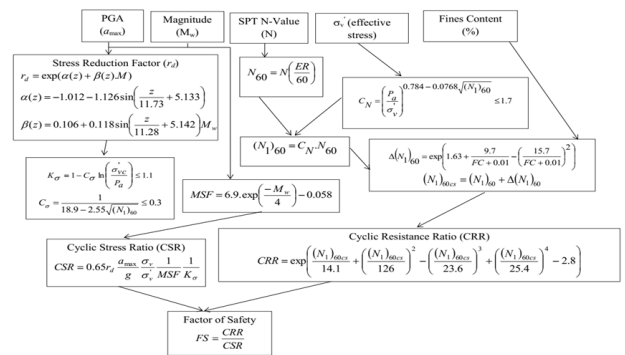 PGA
(a_max)
Magnitude
(M_w)
SPT N-Value
(N)
σ_v' (effective
stress)
Fines Content
(%)
Stress Reduction Factor (r_d)
r_d = exp(α(z) + β(z)M)
α(z) = −1.012 − 1.126 sin(z/11.73 + 5.133)
β(z) = 0.106 + 0.118 sin(z/11.28 + 5.142) M_w
N_60 = N(ER/60)
C_N = (P_a/σ_v')^(0.784−0.0768√(N_1)_60) ≤ 1.7
(N_1)_60 = C_N.N_60
Δ(N_1)_60 = exp(1.63 + 9.7/(FC + 0.01) − (15.7/(FC + 0.01))^2)
(N_1)_60cs = (N_1)_60 + Δ(N_1)_60
K_σ = 1 − C_σ ln(σ_vc'/P_a) ≤ 1.1
C_σ = 1/(18.9 − 2.55√(N_1)_60) ≤ 0.3
MSF = 6.9.exp(−M_w/4) − 0.058
Cyclic Stress Ratio (CSR)
CSR = 0.65r_d a_max/g σ_v/σ_v' 1/MSF 1/K_σ
Cyclic Resistance Ratio (CRR)
CRR = exp((N_1)_60cs/14.1 + ((N_1)_60cs/126)^2 − ((N_1)_60cs/23.6)^3 + ((N_1)_60cs/25.4)^4 − 2.8)
Factor of Safety
FS = CRR/CSR